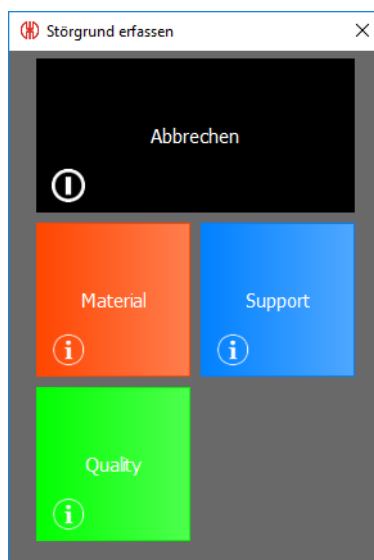 Störgrund erfassen
Abbrechen
Material
Support
Quality